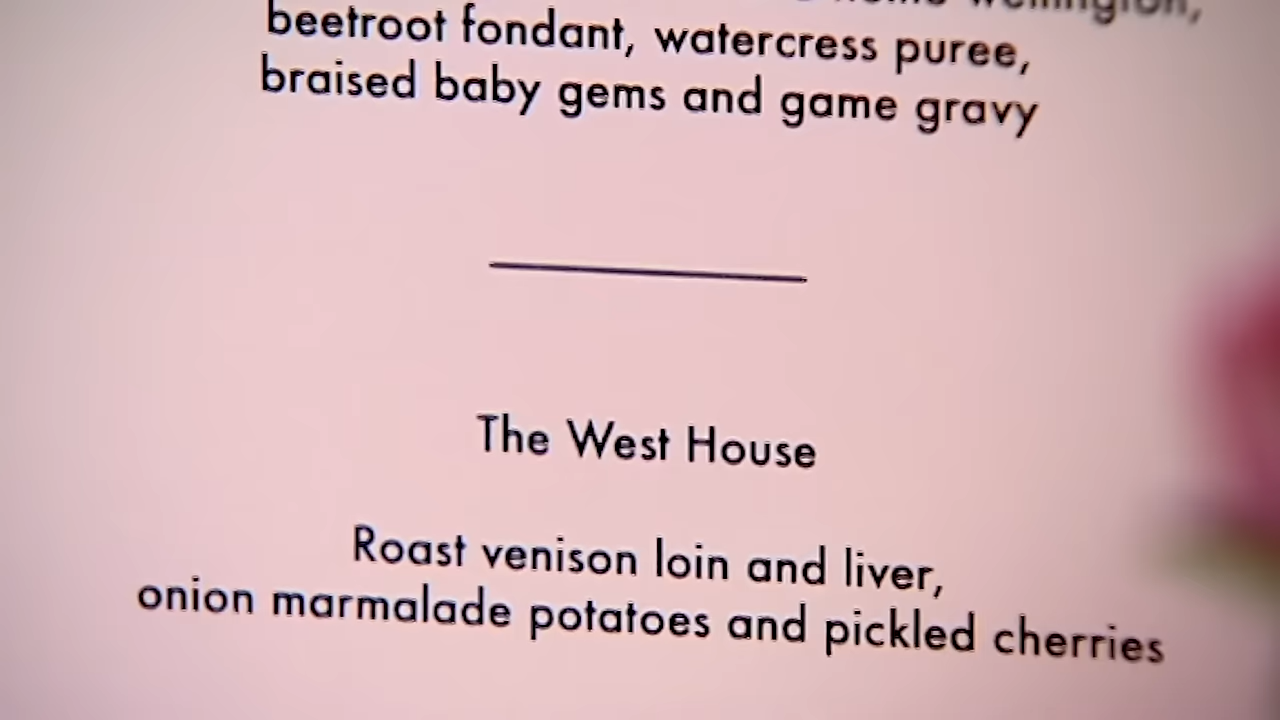 wellington,
beetroot fondant, watercress puree,
braised baby gems and game gravy
The West House
Roast venison loin and liver,
onion marmalade potatoes and pickled cherries